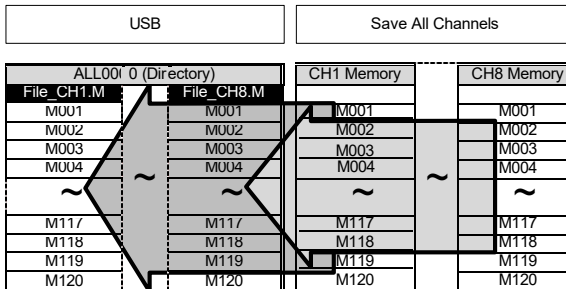 USB Save All Channels
ALL00 0 (Directory) CH1 Memory CH8 Memory
File_CH1.M File_CH8.M
M001 M001 M001 M001
M002 M002 M002 M002
M003 M003 M003 M003
M004 M004 M004 M004
~ ~ ~ ~ ~ ~
M117 M117 M117 M117
M118 M118 M118 M118
M119 M119 M119 M119
M120 M120 M120 M120